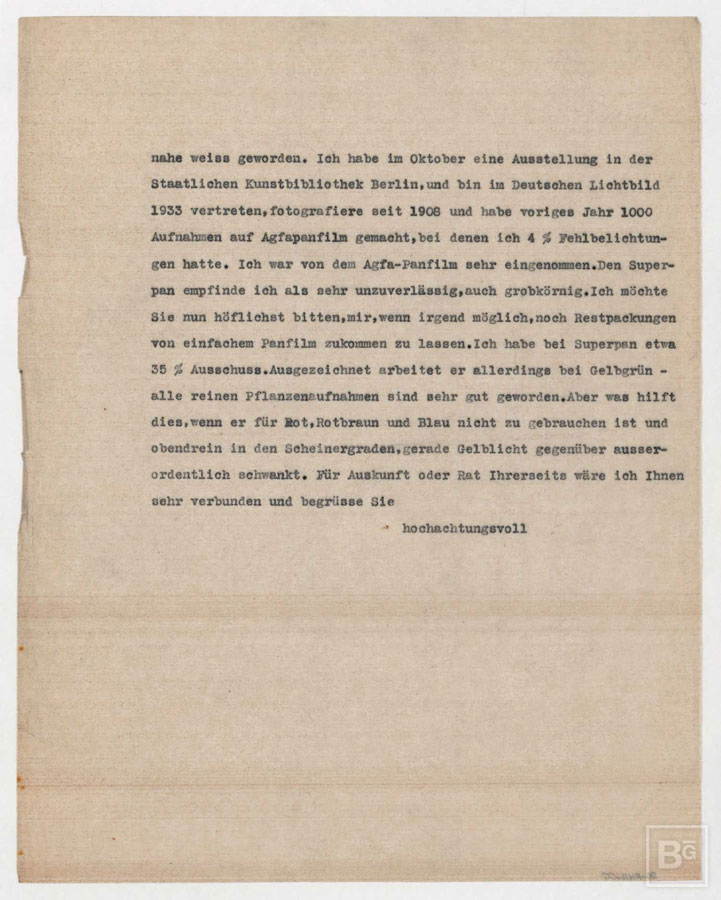 nahe weiss geworden. Ich habe im Oktober eine Ausstellung in der
Staatlichen Kunstbibliothek Berlin,und bin im Deutschen Lichtbild
1933 vertreten,fotografiere seit 1908 und habe voriges Jahr 1000
Aufnahmen auf Agfapanfilm gemacht,bei denen ich 4 % Fehlbelichtun-
gen hatte. Ich war von dem Agfa-Panfilm sehr eingenommen.Den Super-
pan empfinde ich als sehr unzuverlässig,auch grobkörnig.Ich möchte
Sie nun höflichst bitten,mir,wenn irgend möglich,noch Restpackungen
von einfachem Panfilm zukommen zu lassen.Ich habe bei Superpan etwa
35 % Ausschuss.Ausgezeichnet arbeitet er allerdings bei Gelbgrün -
alle reinen Pflanzenaufnahmen sind sehr gut geworden.Aber was hilft
dies,wenn er für Rot,Rotbraun und Blau nicht zu gebrauchen ist und
obendrein in den Scheinergraden,gerade Gelblicht gegenüber ausser-
ordentlich schwankt. Für Auskunft oder Rat Ihrerseits wäre ich Ihnen
sehr verbunden und begrüsse Sie
hochachtungsvoll
BG